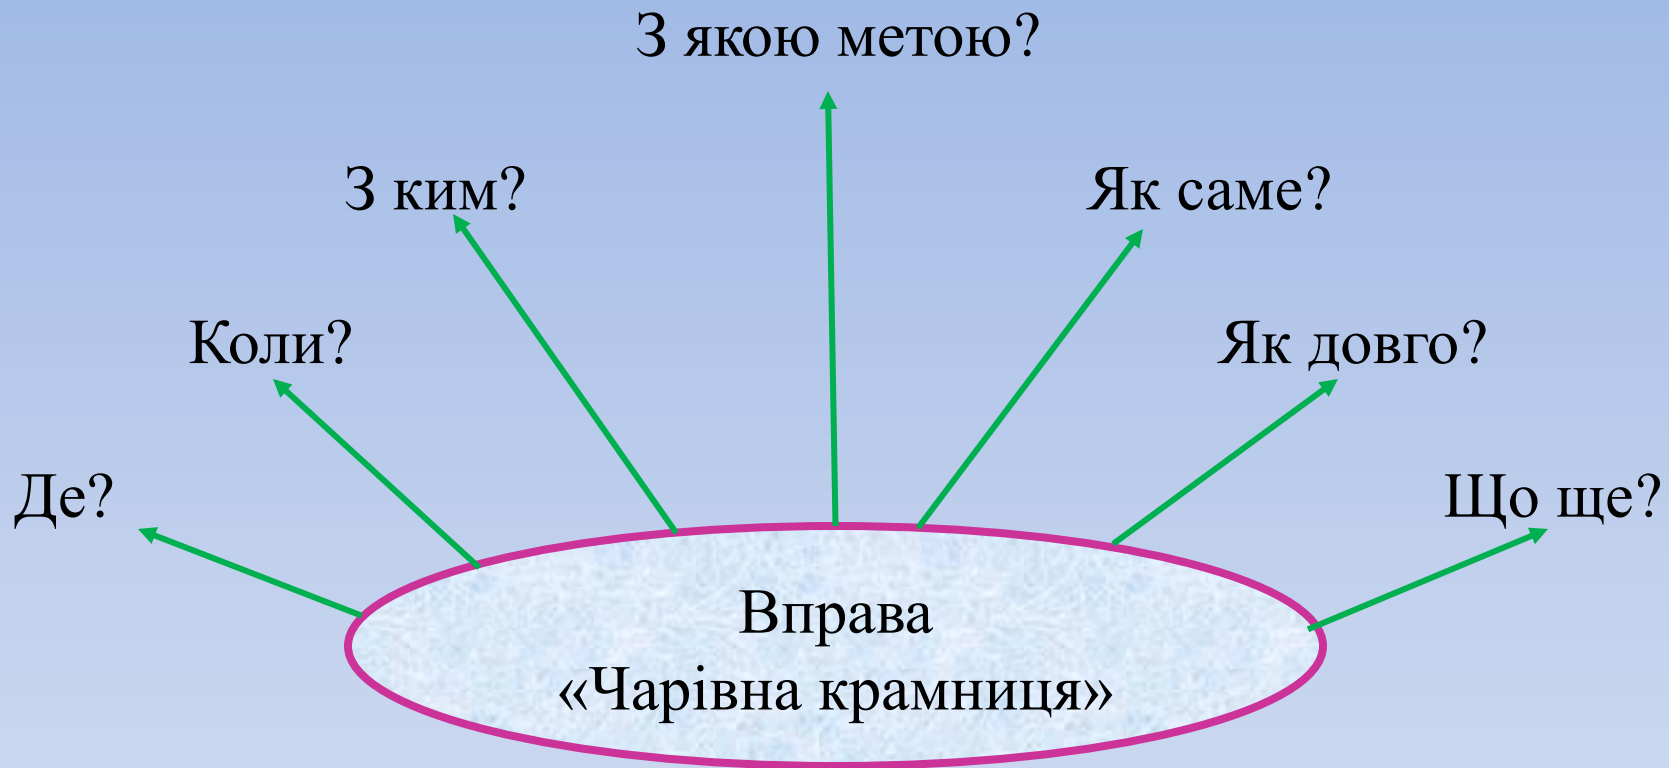 З якою метою?
З ким?
Як саме?
Коли?
Як довго?
Де?
Що ще?
Вправа
«Чарівна крамниця»